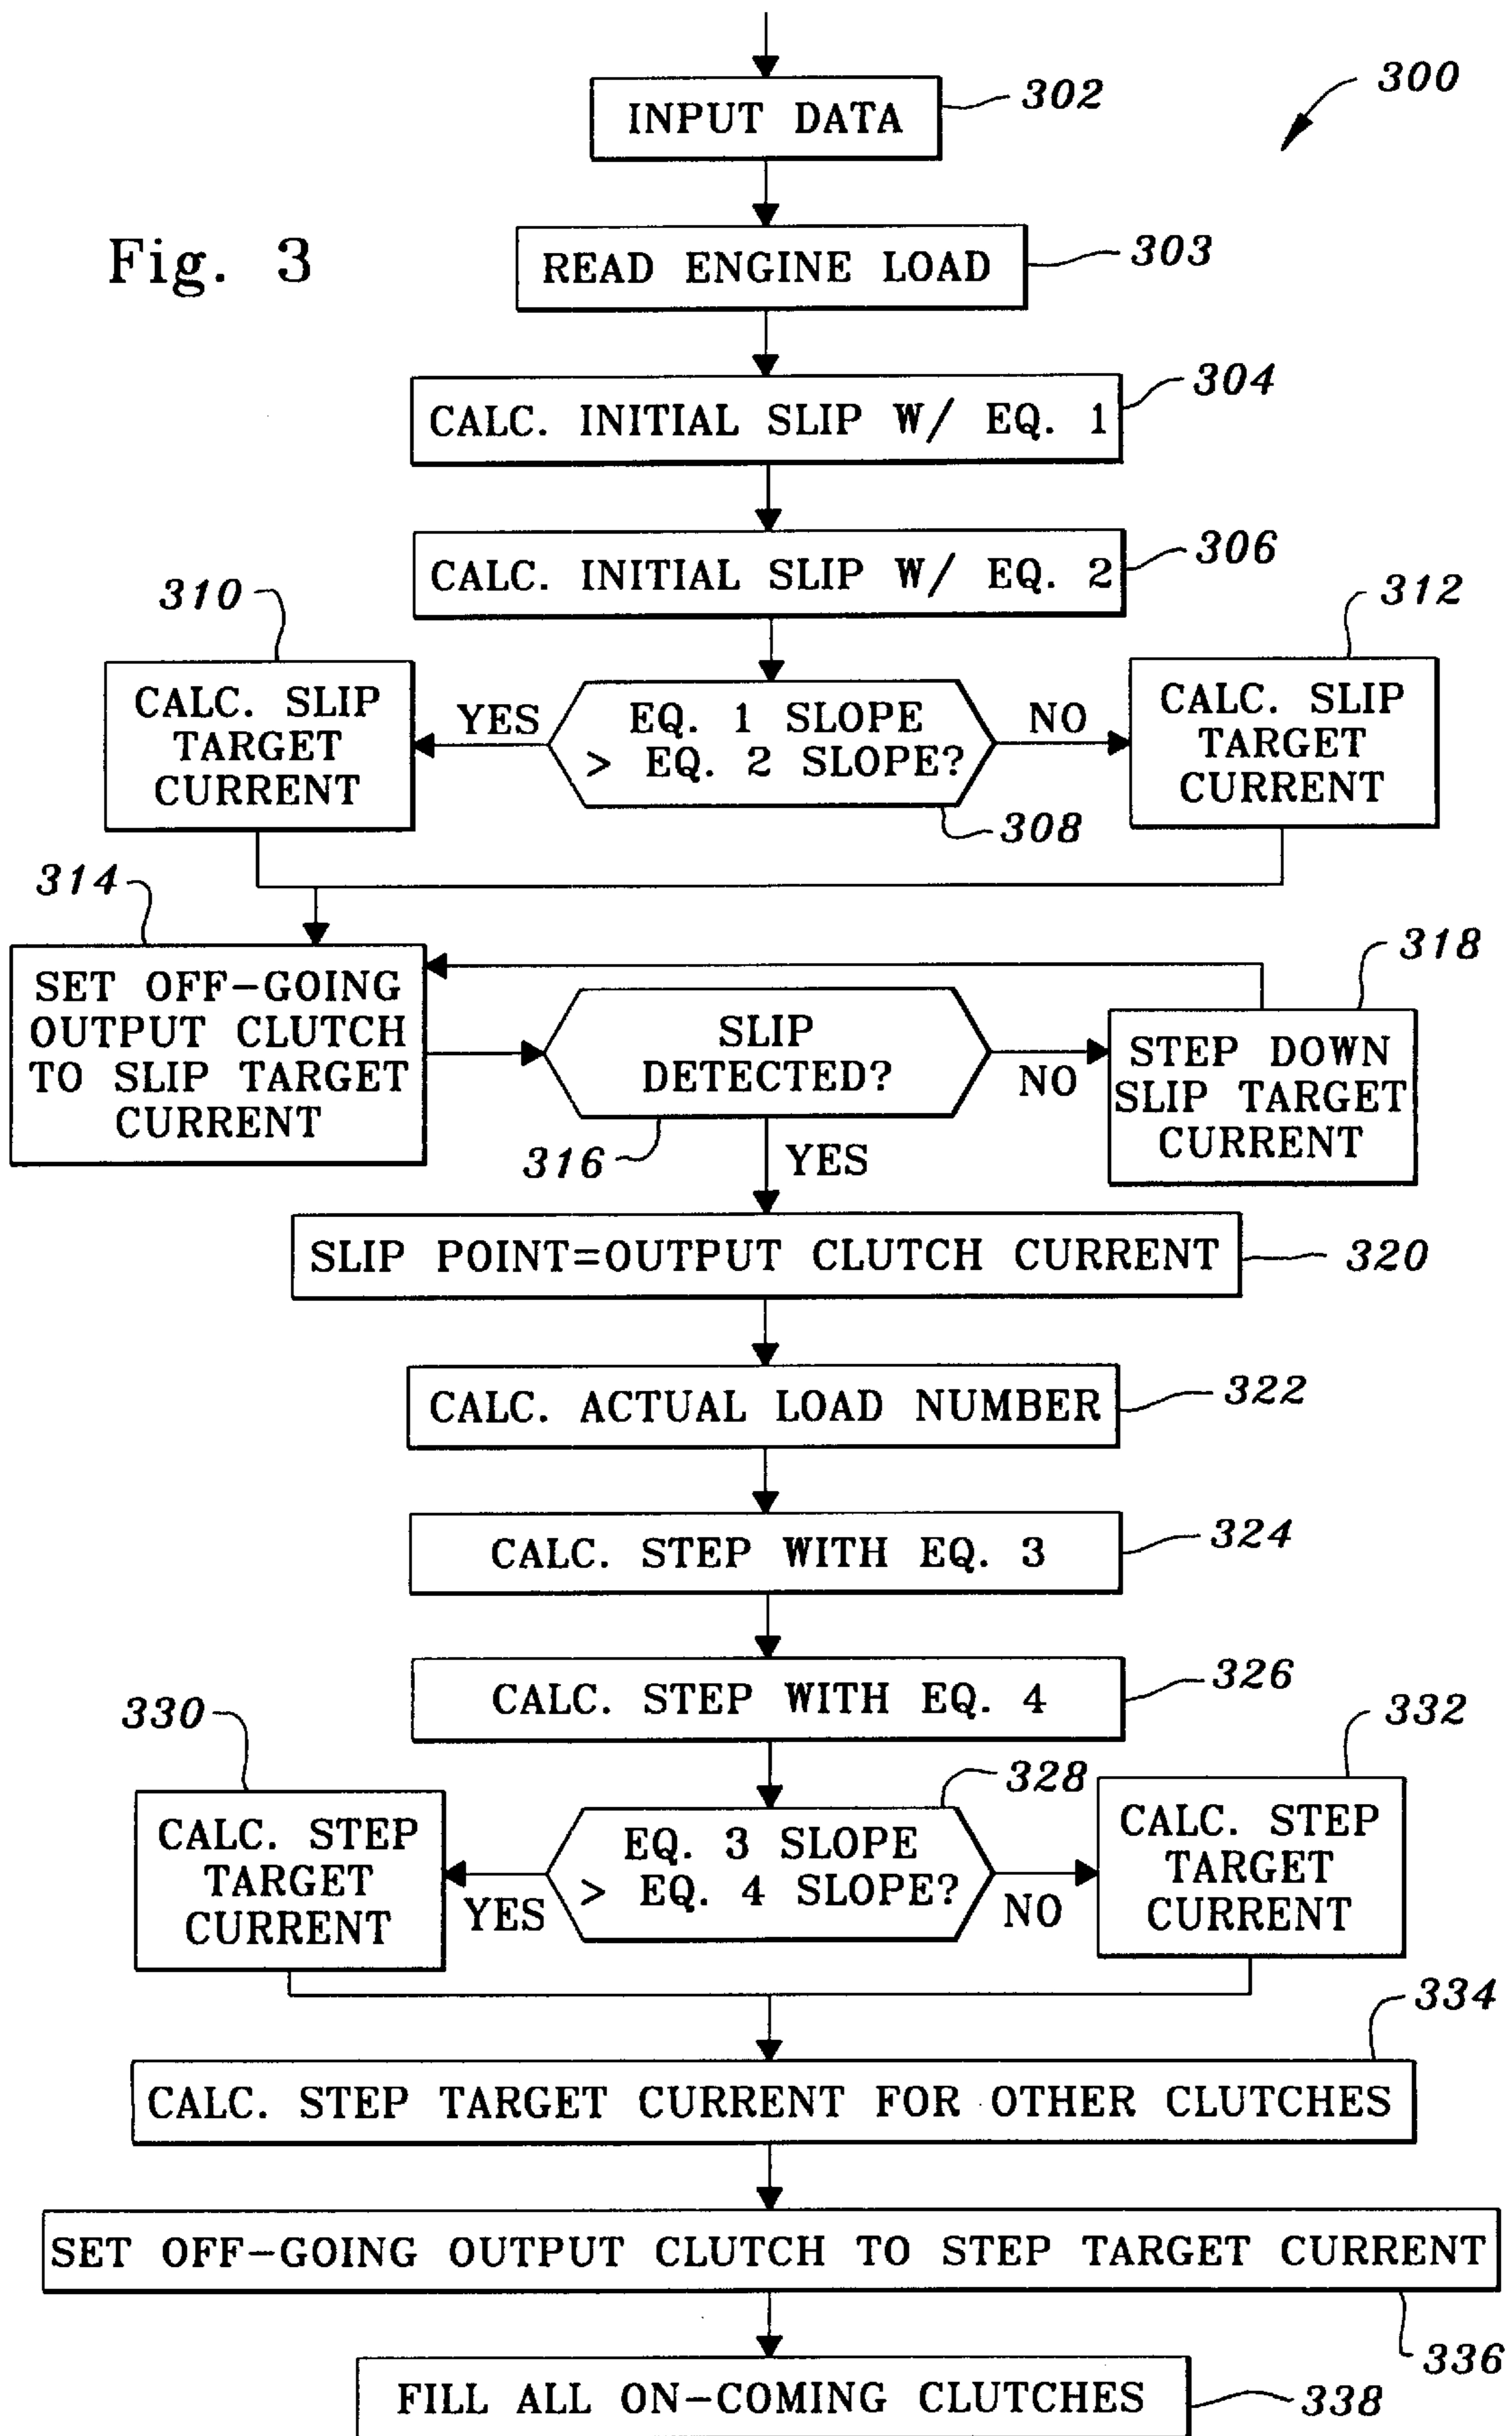 300
INPUT DATA
302
Fig. 3
READ ENGINE LOAD
303
CALC. INITIAL SLIP W/ EQ. 1
304
CALC. INITIAL SLIP W/ EQ. 2
306
310
312
CALC. SLIP
TARGET
CURRENT
YES
EQ. 1 SLOPE
> EQ. 2 SLOPE?
NO
CALC. SLIP
TARGET
CURRENT
308
314
318
SET OFF-GOING
OUTPUT CLUTCH
TO SLIP TARGET
CURRENT
SLIP
DETECTED?
NO
STEP DOWN
SLIP TARGET
CURRENT
316
YES
SLIP POINT=OUTPUT CLUTCH CURRENT
320
CALC. ACTUAL LOAD NUMBER
322
CALC. STEP WITH EQ. 3
324
CALC. STEP WITH EQ. 4
326
330
328
332
CALC. STEP
TARGET
CURRENT
YES
EQ. 3 SLOPE
> EQ. 4 SLOPE?
NO
CALC. STEP
TARGET
CURRENT
334
CALC. STEP TARGET CURRENT FOR OTHER CLUTCHES
SET OFF-GOING OUTPUT CLUTCH TO STEP TARGET CURRENT
336
FILL ALL ON-COMING CLUTCHES
338